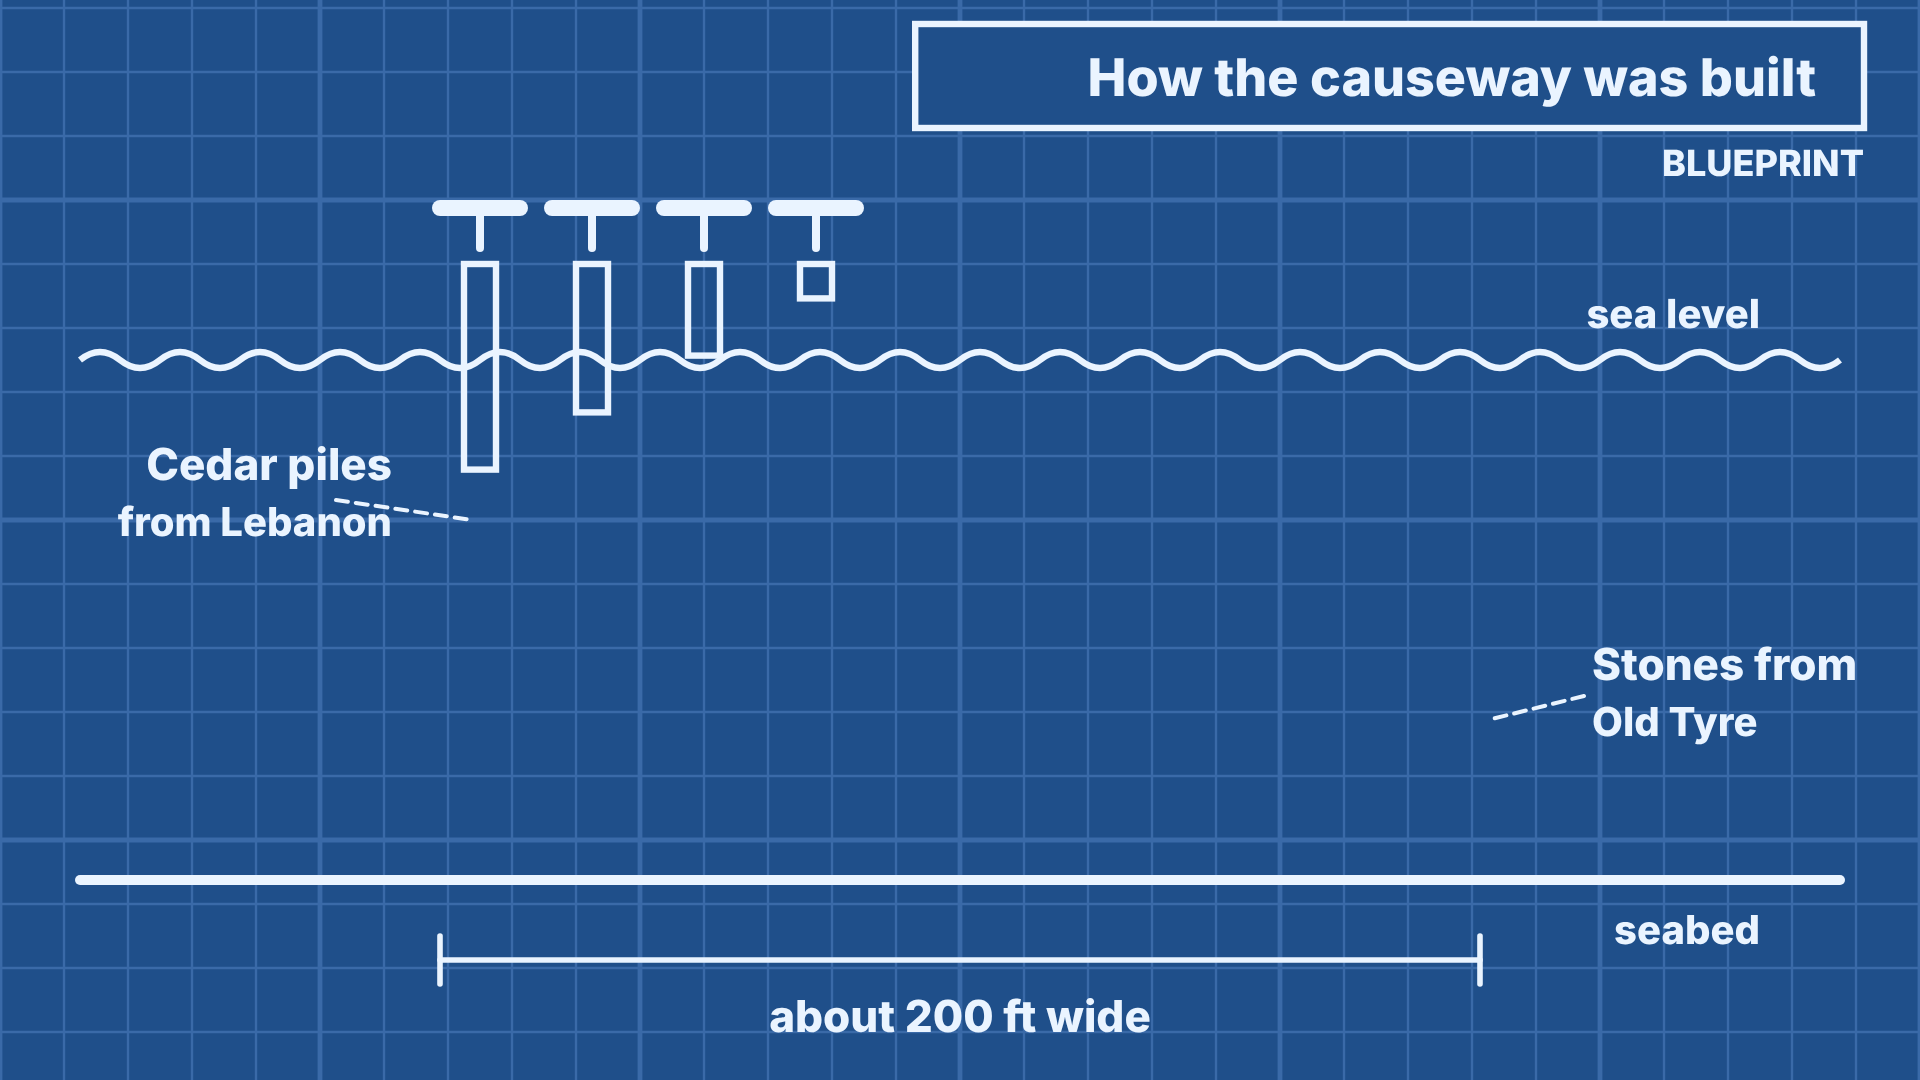 How the causeway was built
BLUEPRINT
sea level
Cedar piles
from Lebanon
Stones from
Old Tyre
seabed
about 200 ft wide